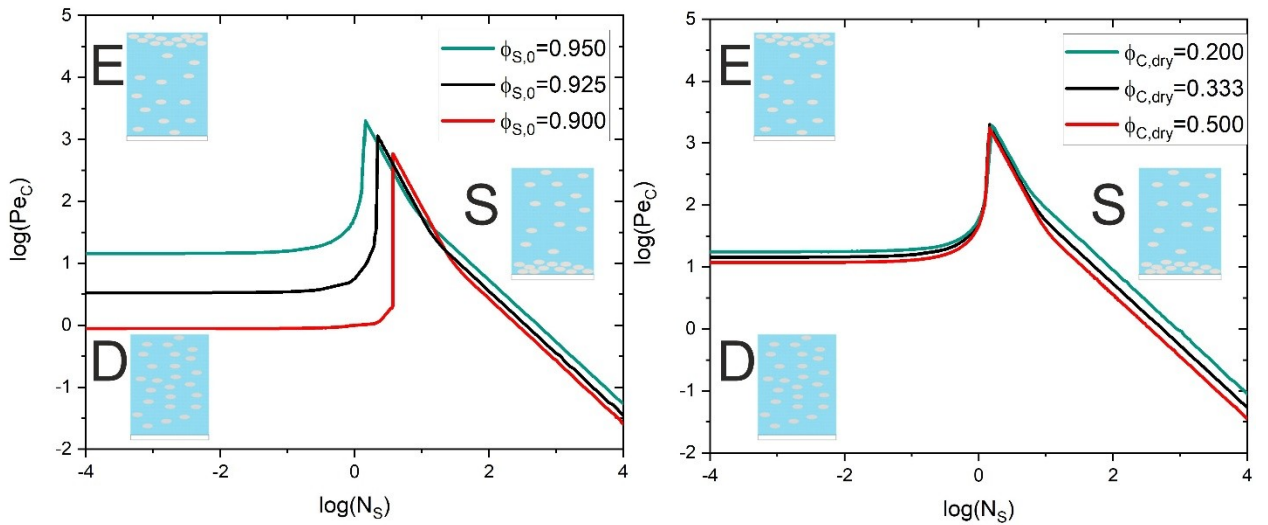 5
4
3
2
1
0
-1
-2
log(Pe_C)
E
S
D
ϕ_S,0=0.950
ϕ_S,0=0.925
ϕ_S,0=0.900
-4
-2
0
2
4
log(N_S)
5
4
3
2
1
0
-1
-2
log(Pe_C)
E
S
D
ϕ_C,dry=0.200
ϕ_C,dry=0.333
ϕ_C,dry=0.500
-4
-2
0
2
4
log(N_S)